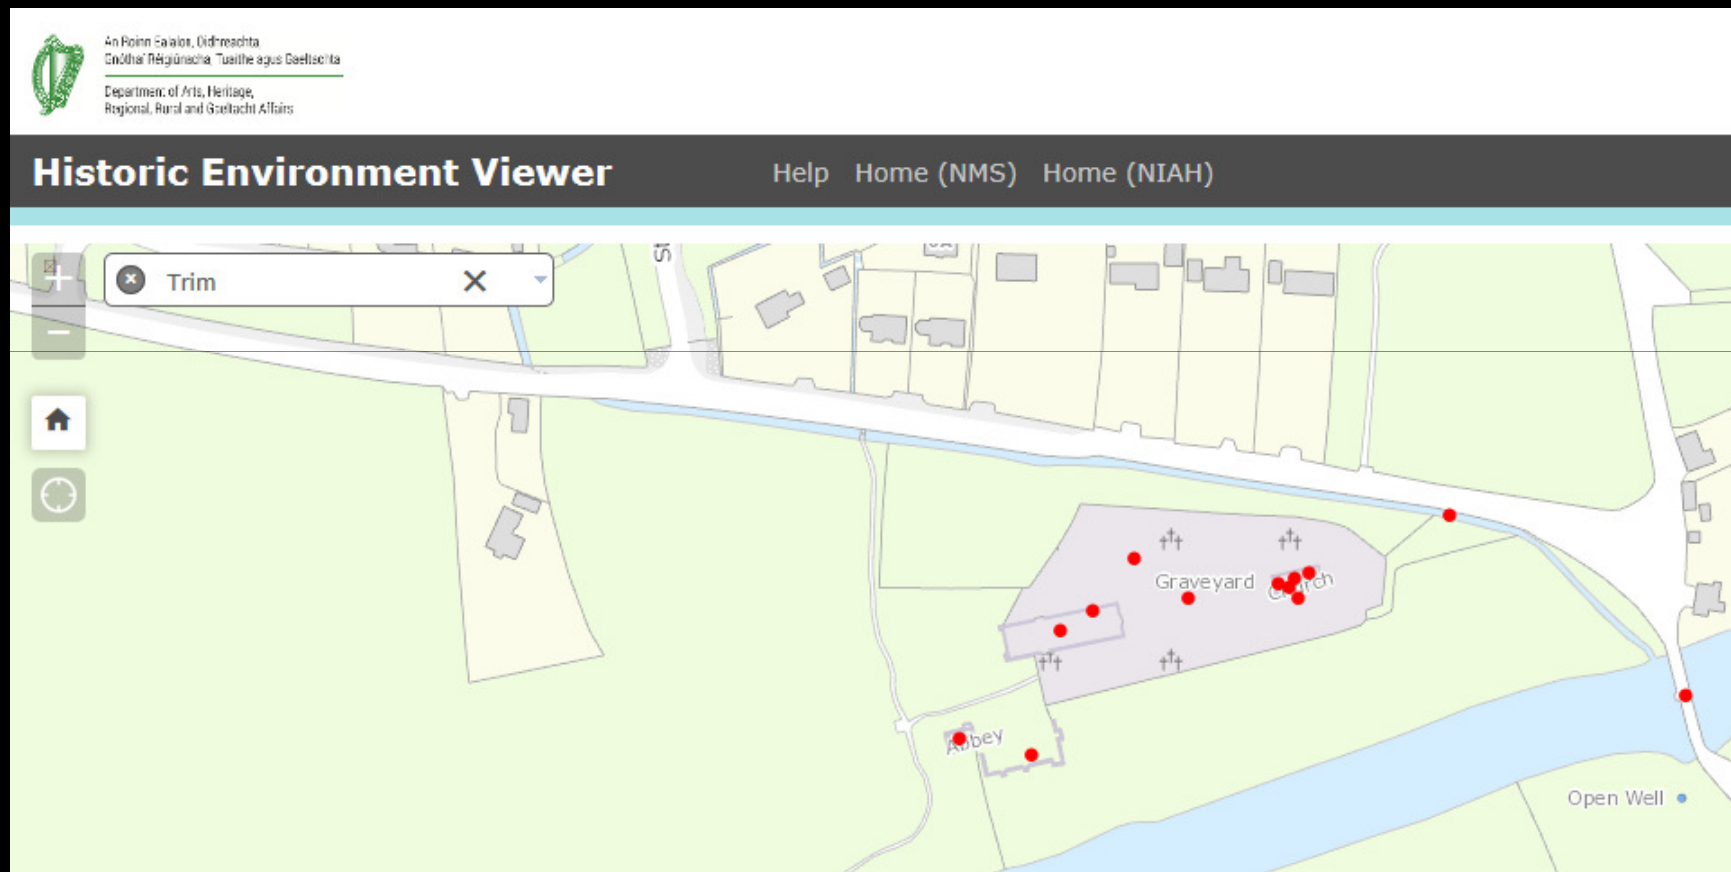 An Roinn Ealaíon, Oidhreachta,
Gnóthaí Réigiúnacha, Tuaithe agus Gaeltachta
Department of Arts, Heritage,
Regional, Rural and Gaeltacht Affairs
Historic Environment Viewer
Help Home (NMS) Home (NIAH)
Trim
Graveyard
Church
Abbey
Open Well